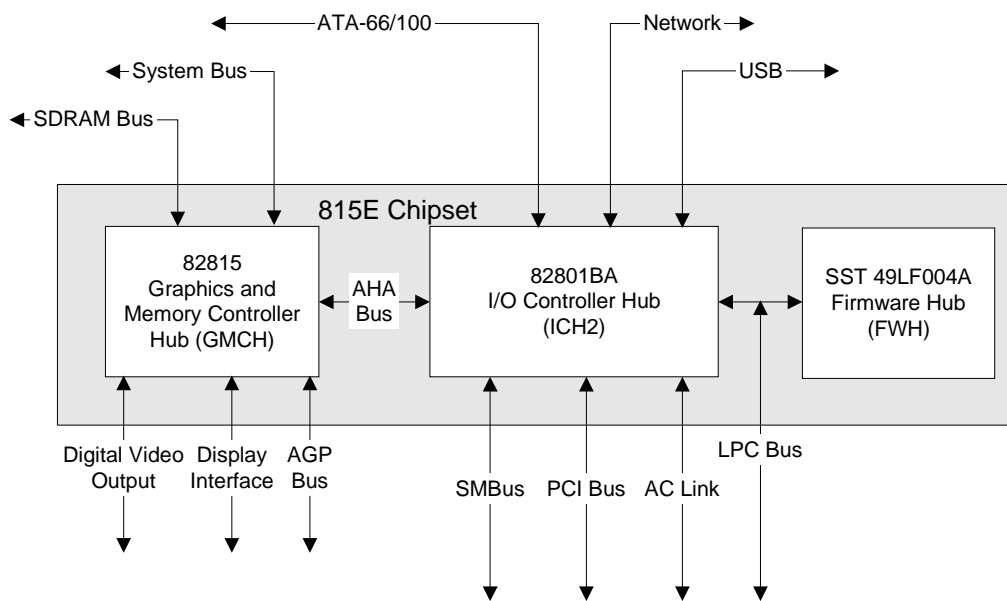 ATA-66/100
Network
System Bus
USB
SDRAM Bus
815E Chipset
82815
Graphics and
Memory Controller
Hub (GMCH)
AHA
Bus
82801BA
I/O Controller Hub
(ICH2)
SST 49LF004A
Firmware Hub
(FWH)
Digital Video
Output
Display
Interface
AGP
Bus
SMBus
PCI Bus
AC Link
LPC Bus